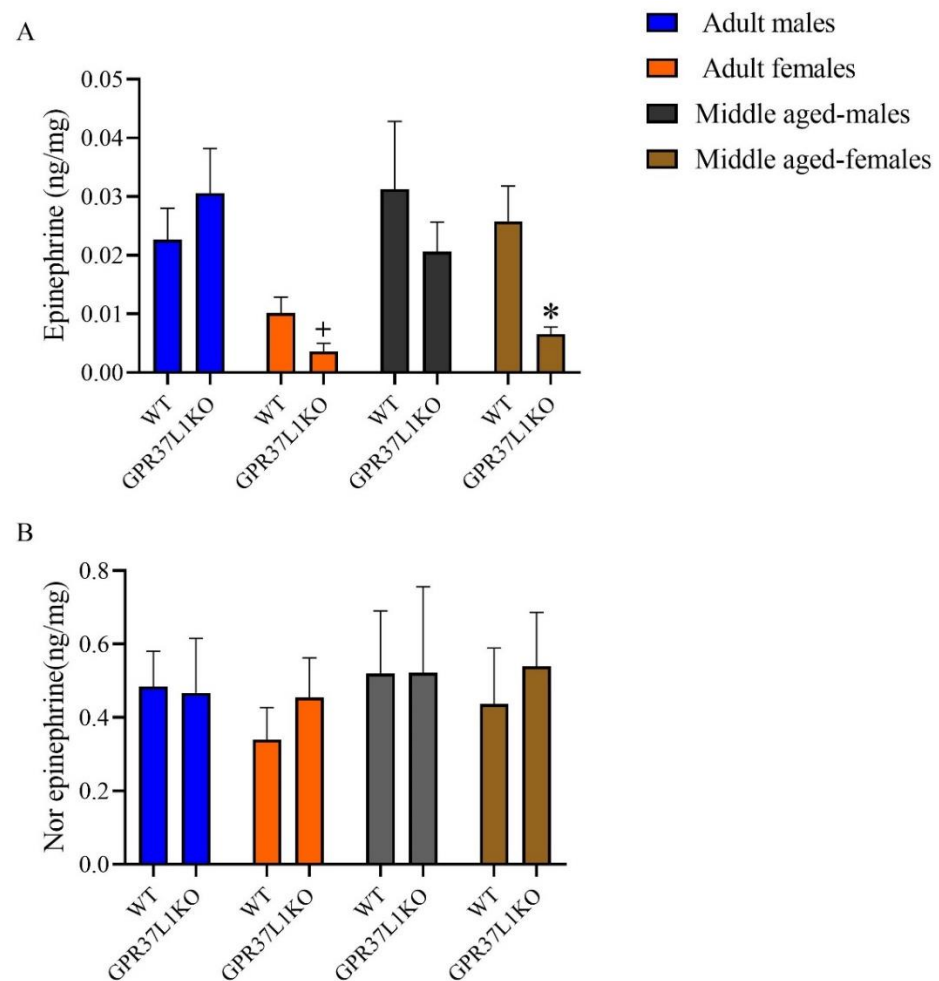 A
Adult males
Adult females
Middle aged-males
Middle aged-females
Epinephrine (ng/mg)
0.05
0.04
0.03
0.02
0.01
0.00
+
*
WT
GPR37L1KO
WT
GPR37L1KO
WT
GPR37L1KO
WT
GPR37L1KO
B
Nor epinephrine(ng/mg)
0.8
0.6
0.4
0.2
0.0
WT
GPR37L1KO
WT
GPR37L1KO
WT
GPR37L1KO
WT
GPR37L1KO